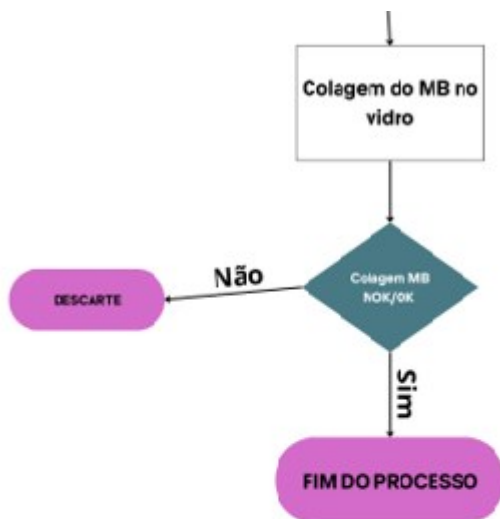 Colagem do MB no
vidro
Colagem MB
NOK/OK
Não
DESCARTE
Sim
FIM DO PROCESSO